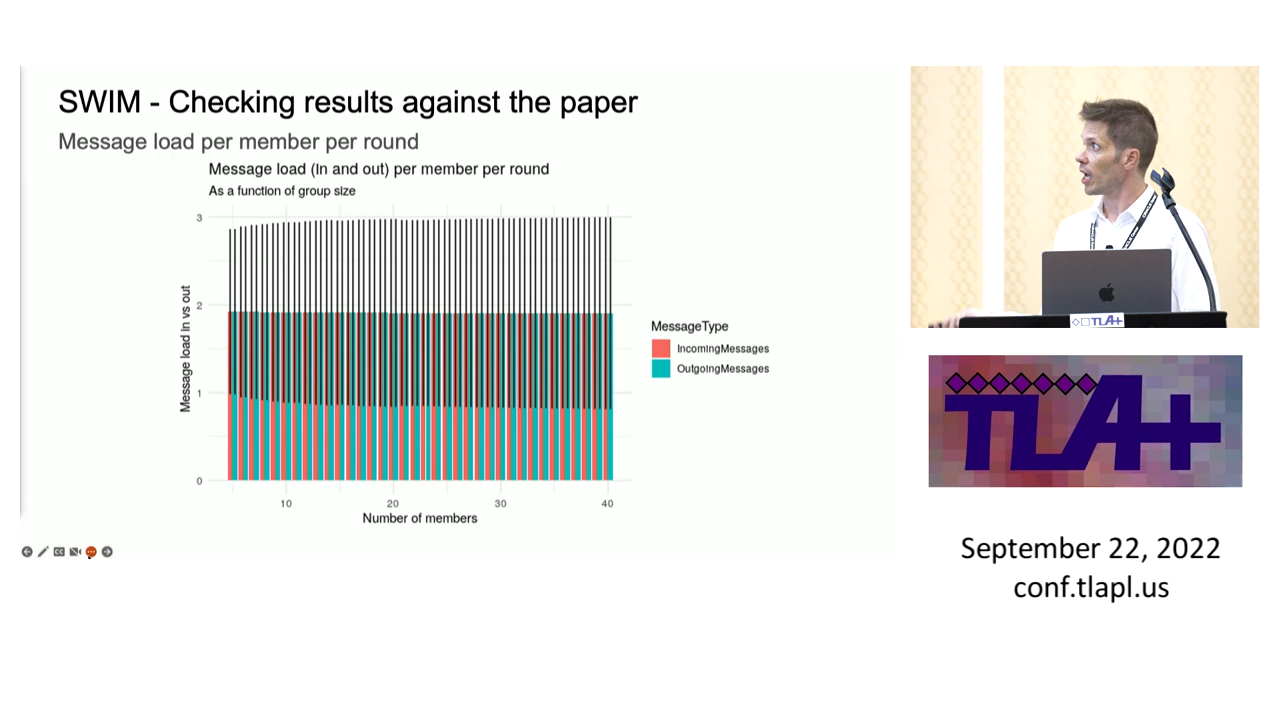 SWIM - Checking results against the paper
Message load per member per round
Message load (In and out) per member per round
As a function of group size
3
2
1
0
Message load in vs out
10 20 30 40
Number of members
MessageType
IncomingMessages
OutgoingMessages
CC
TLA+
TLA+
September 22, 2022
conf.tlapl.us